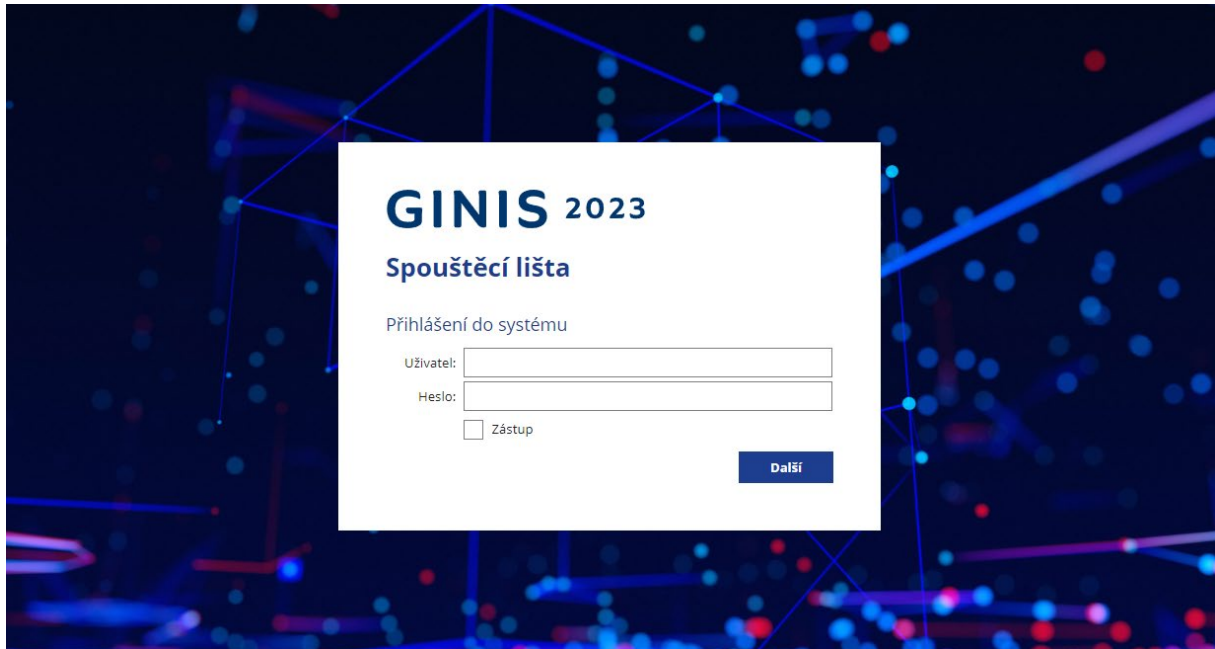 GINIS 2023
Spouštěcí lišta
Přihlášení do systému
Uživatel:
Heslo:
Zástup
Další